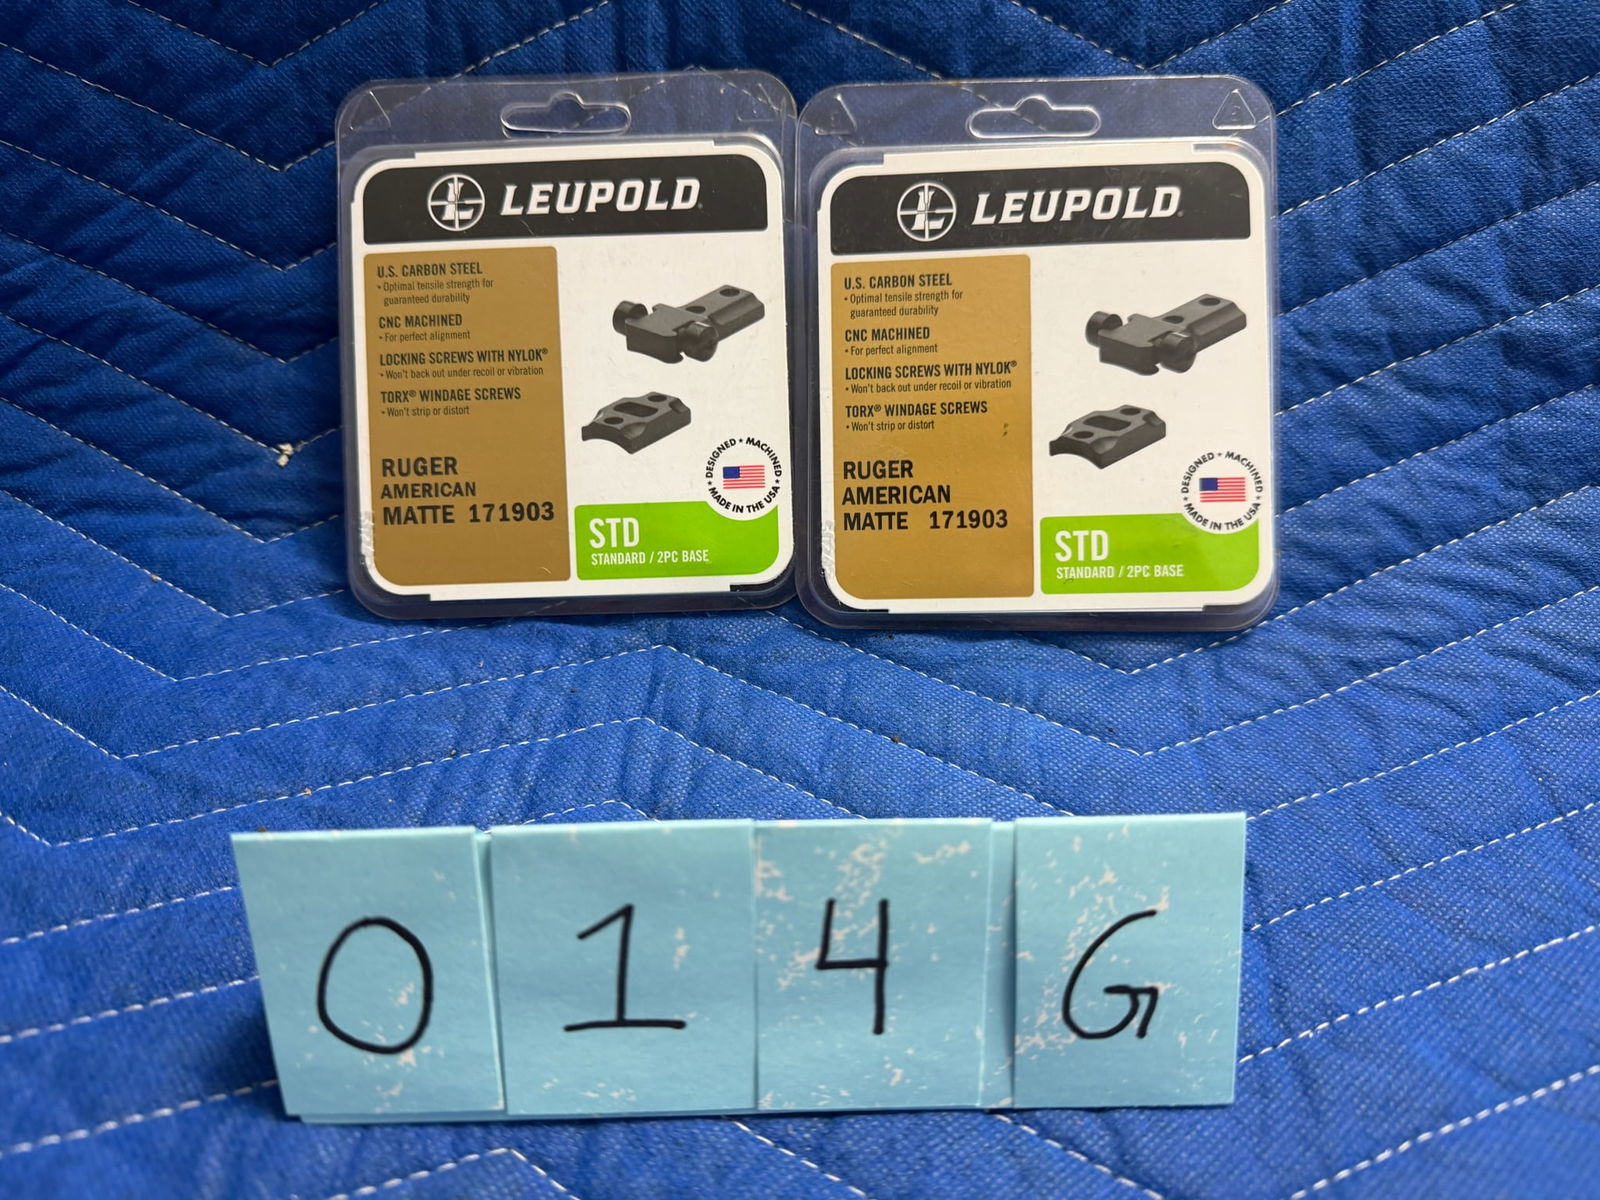 LEUPOLD
U.S. CARBON STEEL
• Optimal tensile strength for
guaranteed durability
CNC MACHINED
• For perfect alignment
LOCKING SCREWS WITH NYLOK®
• Won't back out under recoil or vibration
TORX® WINDAGE SCREWS
• Won't strip or distort
RUGER
AMERICAN
MATTE 171903
DESIGNED ★ MACHINED
★ MADE IN THE USA ★
STD
STANDARD / 2PC BASE
LEUPOLD
U.S. CARBON STEEL
• Optimal tensile strength for
guaranteed durability
CNC MACHINED
• For perfect alignment
LOCKING SCREWS WITH NYLOK®
• Won't back out under recoil or vibration
TORX® WINDAGE SCREWS
• Won't strip or distort
RUGER
AMERICAN
MATTE 171903
DESIGNED ★ MACHINED
★ MADE IN THE USA ★
STD
STANDARD / 2PC BASE
0 1 4 G